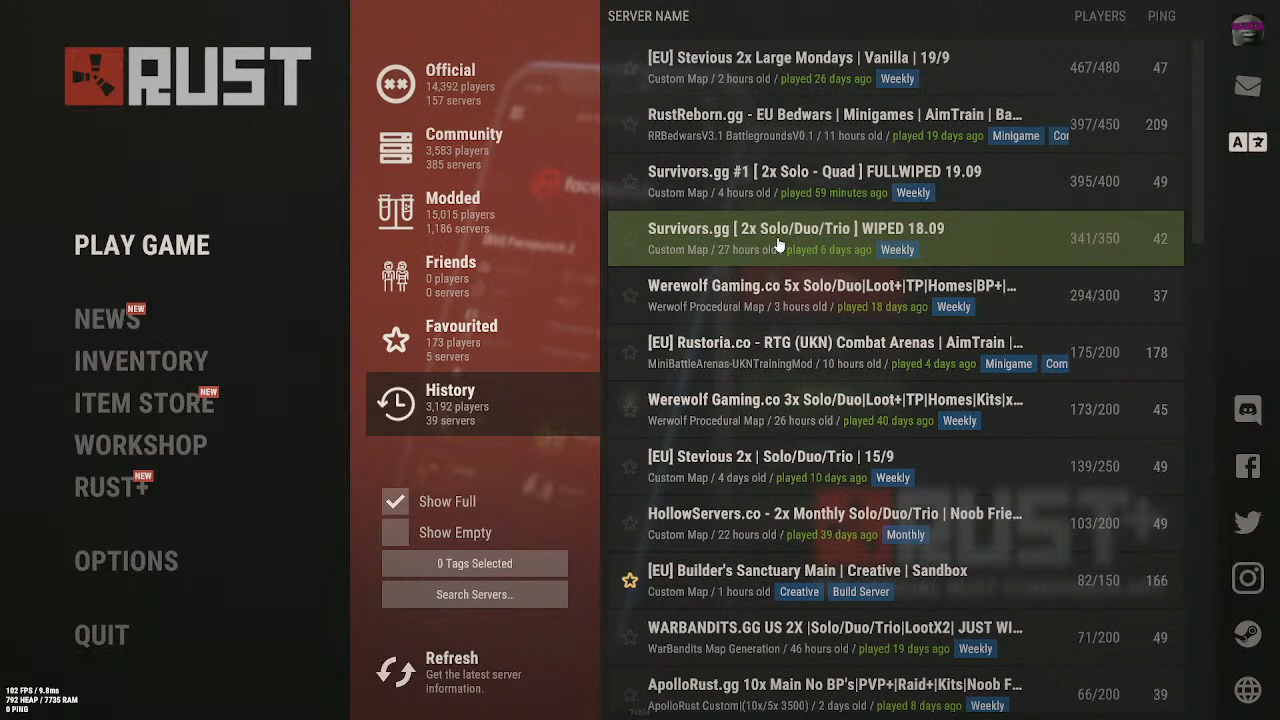 RUST
PLAY GAME
NEWS
NEW
INVENTORY
ITEM STORE
NEW
WORKSHOP
RUST+
NEW
OPTIONS
QUIT
102 FPS / 9.8ms
792 HEAP / 7735 RAM
0 PING
Official
14,392 players
157 servers
Community
3,583 players
385 servers
Modded
15,015 players
1,186 servers
Friends
0 players
0 servers
Favourited
173 players
5 servers
History
3,192 players
39 servers
Show Full
Show Empty
0 Tags Selected
Search Servers..
Refresh
Get the latest server
information.
SERVER NAME PLAYERS PING
[EU] Stevious 2x Large Mondays | Vanilla | 19/9
Custom Map / 2 hours old / played 26 days ago Weekly
467/480 47
RustReborn.gg - EU Bedwars | Minigames | AimTrain | Ba...
RRBedwarsV3.1 BattlegroundsV0.1 / 11 hours old / played 19 days ago Minigame Cor
397/450 209
Survivors.gg #1 [ 2x Solo - Quad ] FULLWIPED 19.09
Custom Map / 4 hours old / played 59 minutes ago Weekly
395/400 49
Survivors.gg [ 2x Solo/Duo/Trio ] WIPED 18.09
Custom Map / 27 hours old / played 6 days ago Weekly
341/350 42
Werewolf Gaming.co 5x Solo/Duo|Loot+|TP|Homes|BP+|...
Werwolf Procedural Map / 3 hours old / played 18 days ago Weekly
294/300 37
[EU] Rustoria.co - RTG (UKN) Combat Arenas | AimTrain |...
MiniBattleArenas-UKNTrainingMod / 10 hours old / played 4 days ago Minigame Com
175/200 178
Werewolf Gaming.co 3x Solo/Duo|Loot+|TP|Homes|Kits|x...
Werwolf Procedural Map / 26 hours old / played 40 days ago Weekly
173/200 45
[EU] Stevious 2x | Solo/Duo/Trio | 15/9
Custom Map / 4 days old / played 10 days ago Weekly
139/250 49
HollowServers.co - 2x Monthly Solo/Duo/Trio | Noob Frie...
Custom Map / 22 hours old / played 39 days ago Monthly
103/200 49
[EU] Builder's Sanctuary Main | Creative | Sandbox
Custom Map / 1 hours old Creative Build Server
82/150 166
WARBANDITS.GG US 2X |Solo/Duo/Trio|LootX2| JUST WI...
WarBandits Map Generation / 46 hours old / played 19 days ago Weekly
71/200 49
ApolloRust.gg 10x Main No BP's|PVP+|Raid+|Kits|Noob F...
ApolloRust Custom|(10x/5x 3500) / 2 days old / played 8 days ago Weekly
66/200 39